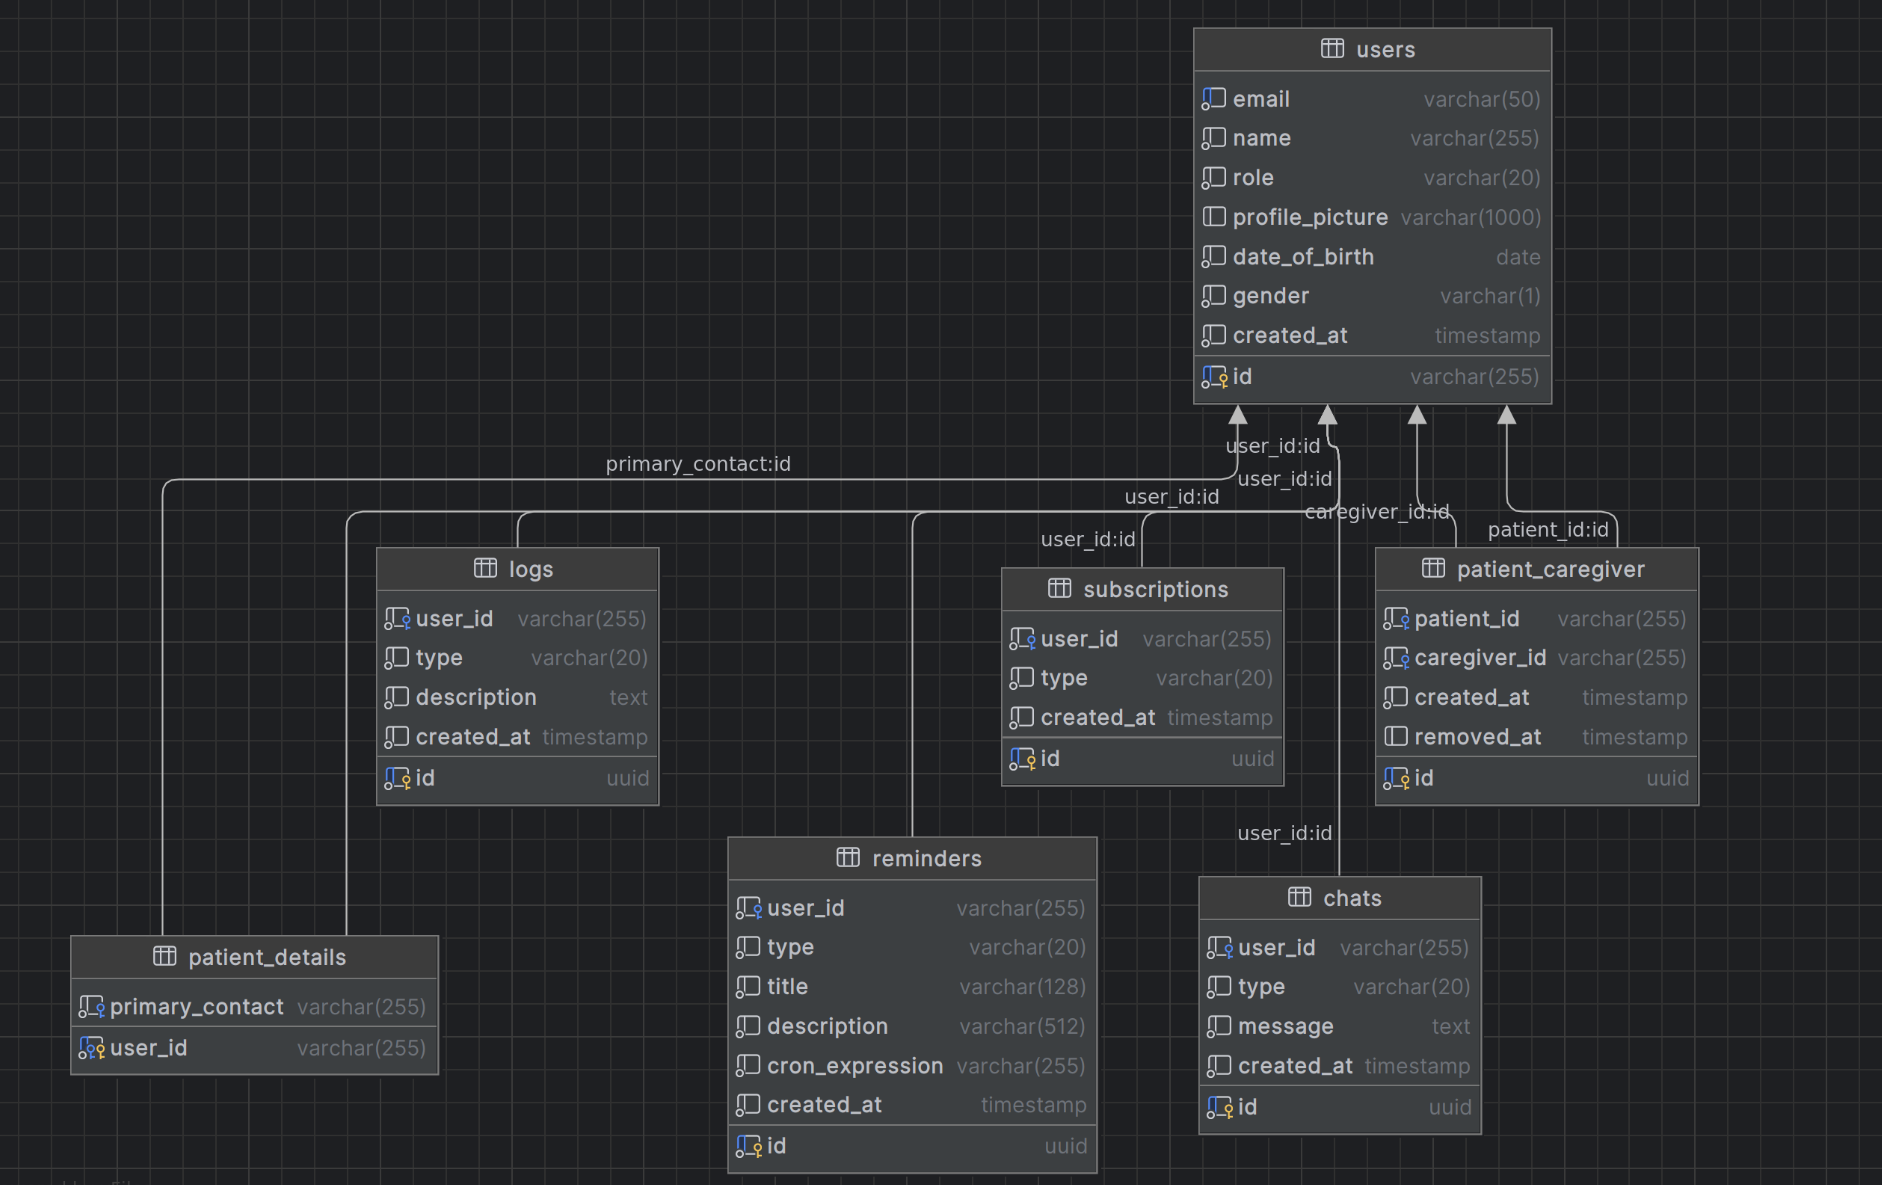 users
email varchar(50)
name varchar(255)
role varchar(20)
profile_picture varchar(1000)
date_of_birth date
gender varchar(1)
created_at timestamp
id varchar(255)
user_id:id
primary_contact:id
user_id:id
user_id:id
caregiver_id:id
patient_id:id
user_id:id
logs
user_id varchar(255)
type varchar(20)
description text
created_at timestamp
id uuid
subscriptions
user_id varchar(255)
type varchar(20)
created_at timestamp
id uuid
patient_caregiver
patient_id varchar(255)
caregiver_id varchar(255)
created_at timestamp
removed_at timestamp
id uuid
user_id:id
reminders
user_id varchar(255)
type varchar(20)
title varchar(128)
description varchar(512)
cron_expression varchar(255)
created_at timestamp
id uuid
chats
user_id varchar(255)
type varchar(20)
message text
created_at timestamp
id uuid
patient_details
primary_contact varchar(255)
user_id varchar(255)